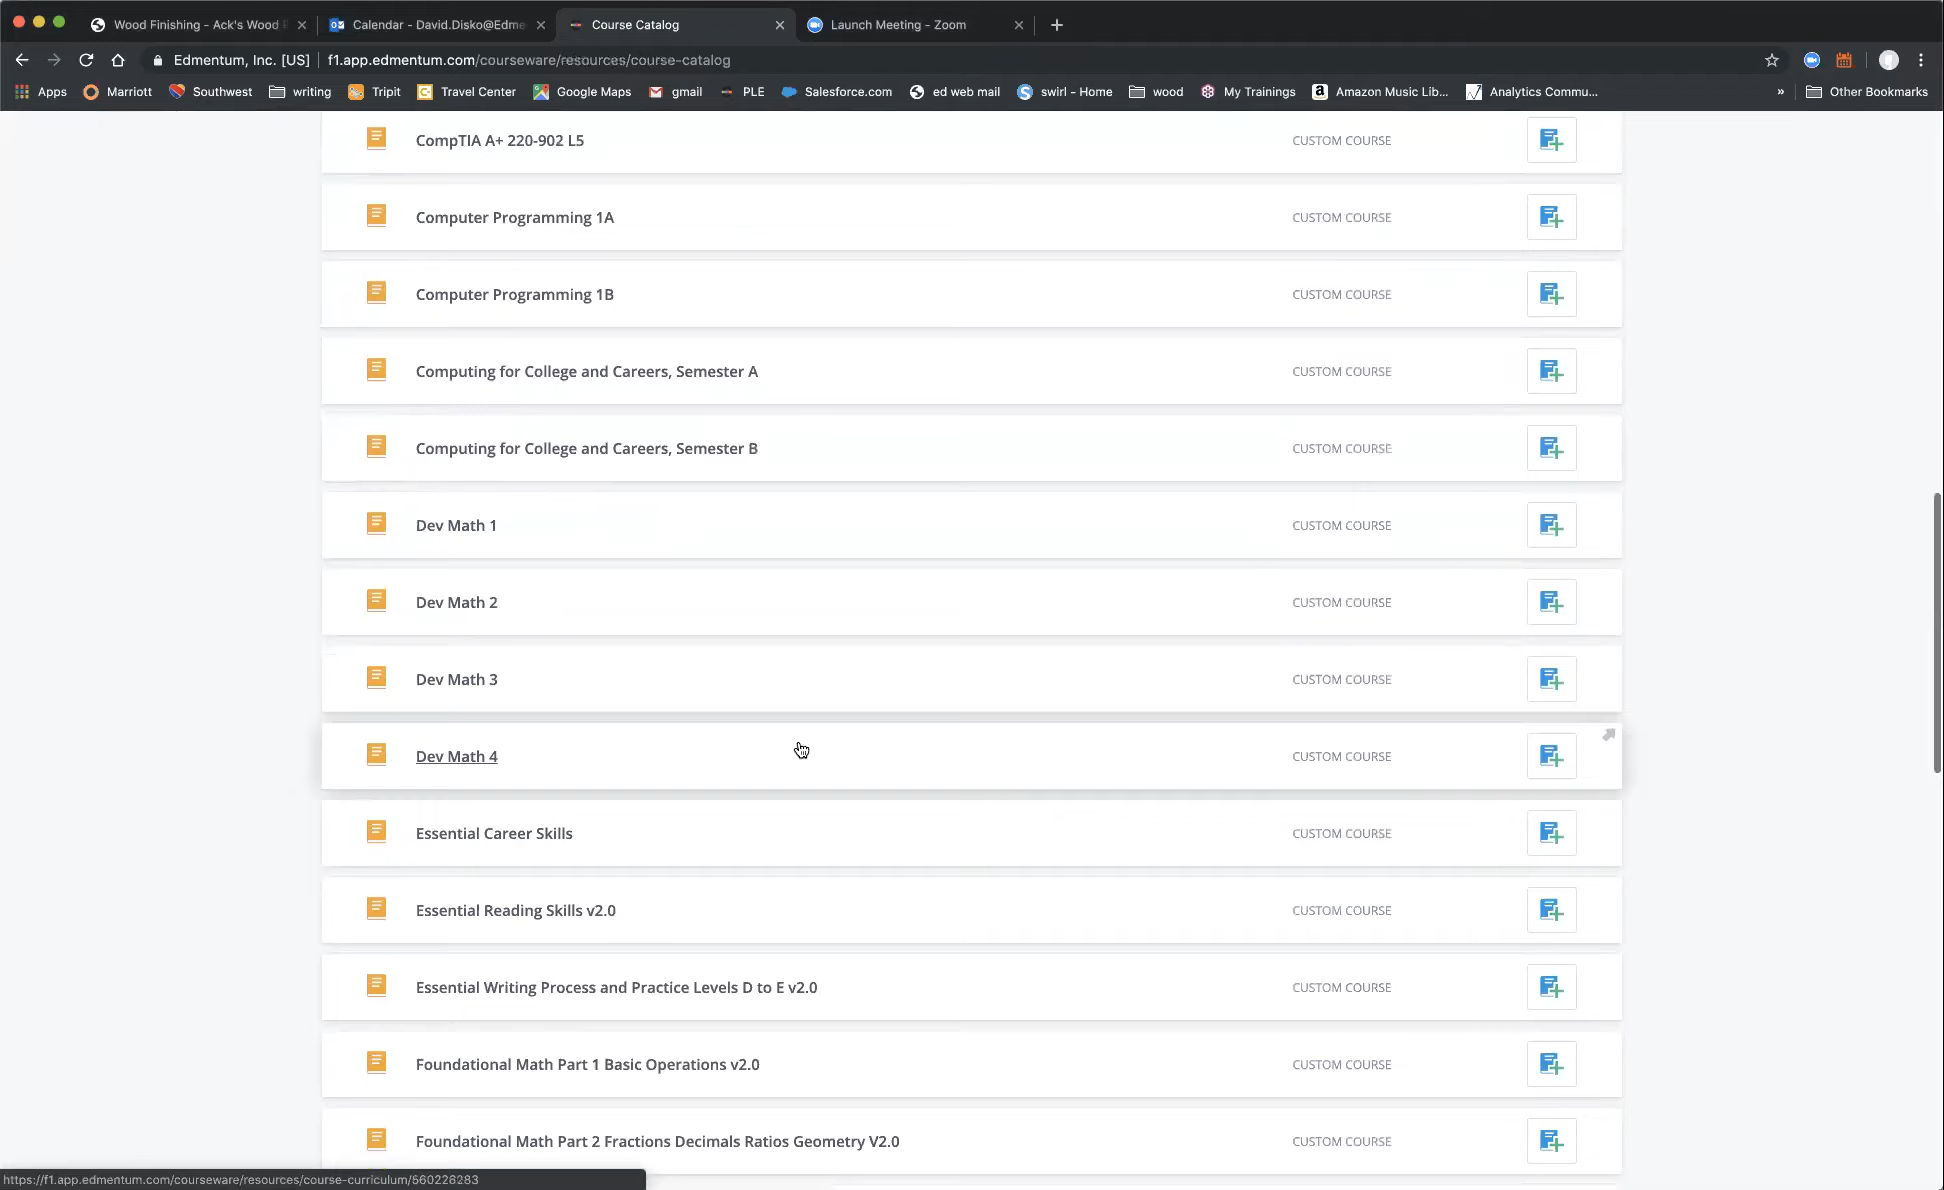 Wood Finishing - Ack's Wood
Calendar - David.Disko@Edme
Course Catalog
Launch Meeting - Zoom
Edmentum, Inc. [US] | f1.app.edmentum.com/courseware/resources/course-catalog
Apps Marriott Southwest writing Tripit Travel Center Google Maps gmail PLE Salesforce.com ed web mail swirl - Home wood My Trainings Amazon Music Lib... Analytics Commu... » Other Bookmarks
CompTIA A+ 220-902 L5 CUSTOM COURSE
Computer Programming 1A CUSTOM COURSE
Computer Programming 1B CUSTOM COURSE
Computing for College and Careers, Semester A CUSTOM COURSE
Computing for College and Careers, Semester B CUSTOM COURSE
Dev Math 1 CUSTOM COURSE
Dev Math 2 CUSTOM COURSE
Dev Math 3 CUSTOM COURSE
Dev Math 4 CUSTOM COURSE
Essential Career Skills CUSTOM COURSE
Essential Reading Skills v2.0 CUSTOM COURSE
Essential Writing Process and Practice Levels D to E v2.0 CUSTOM COURSE
Foundational Math Part 1 Basic Operations v2.0 CUSTOM COURSE
Foundational Math Part 2 Fractions Decimals Ratios Geometry V2.0 CUSTOM COURSE
https://f1.app.edmentum.com/courseware/resources/course-curriculum/560228283